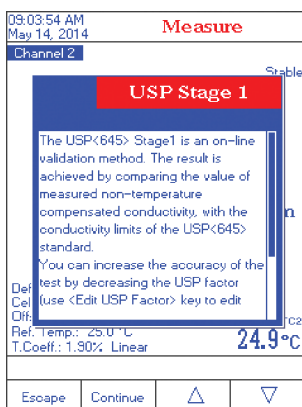 09:03:54 AM
May 14, 2014
Measure
Channel 2
Stable
USP Stage 1
The USP<645> Stage1 is an on-line
validation method. The result is
achieved by comparing the value of
measured non-temperature
compensated conductivity, with the
conductivity limits of the USP<645>
standard.
You can increase the accuracy of the
test by decreasing the USP factor
(use <Edit USP Factor> key to edit
Def
Cel
Off:
Ref. Temp.: 25.0 °C
T.Coeff.: 1.90% Linear
24.9°C
Escape
Continue